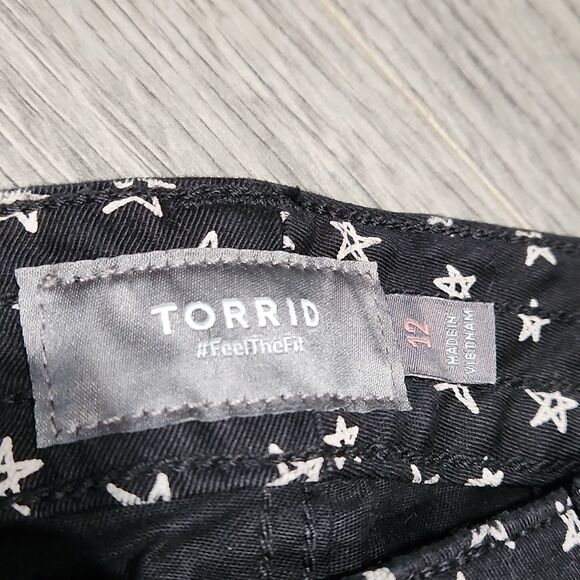 TORRID
#FeelTheFit
12
MADE IN
VIETNAM